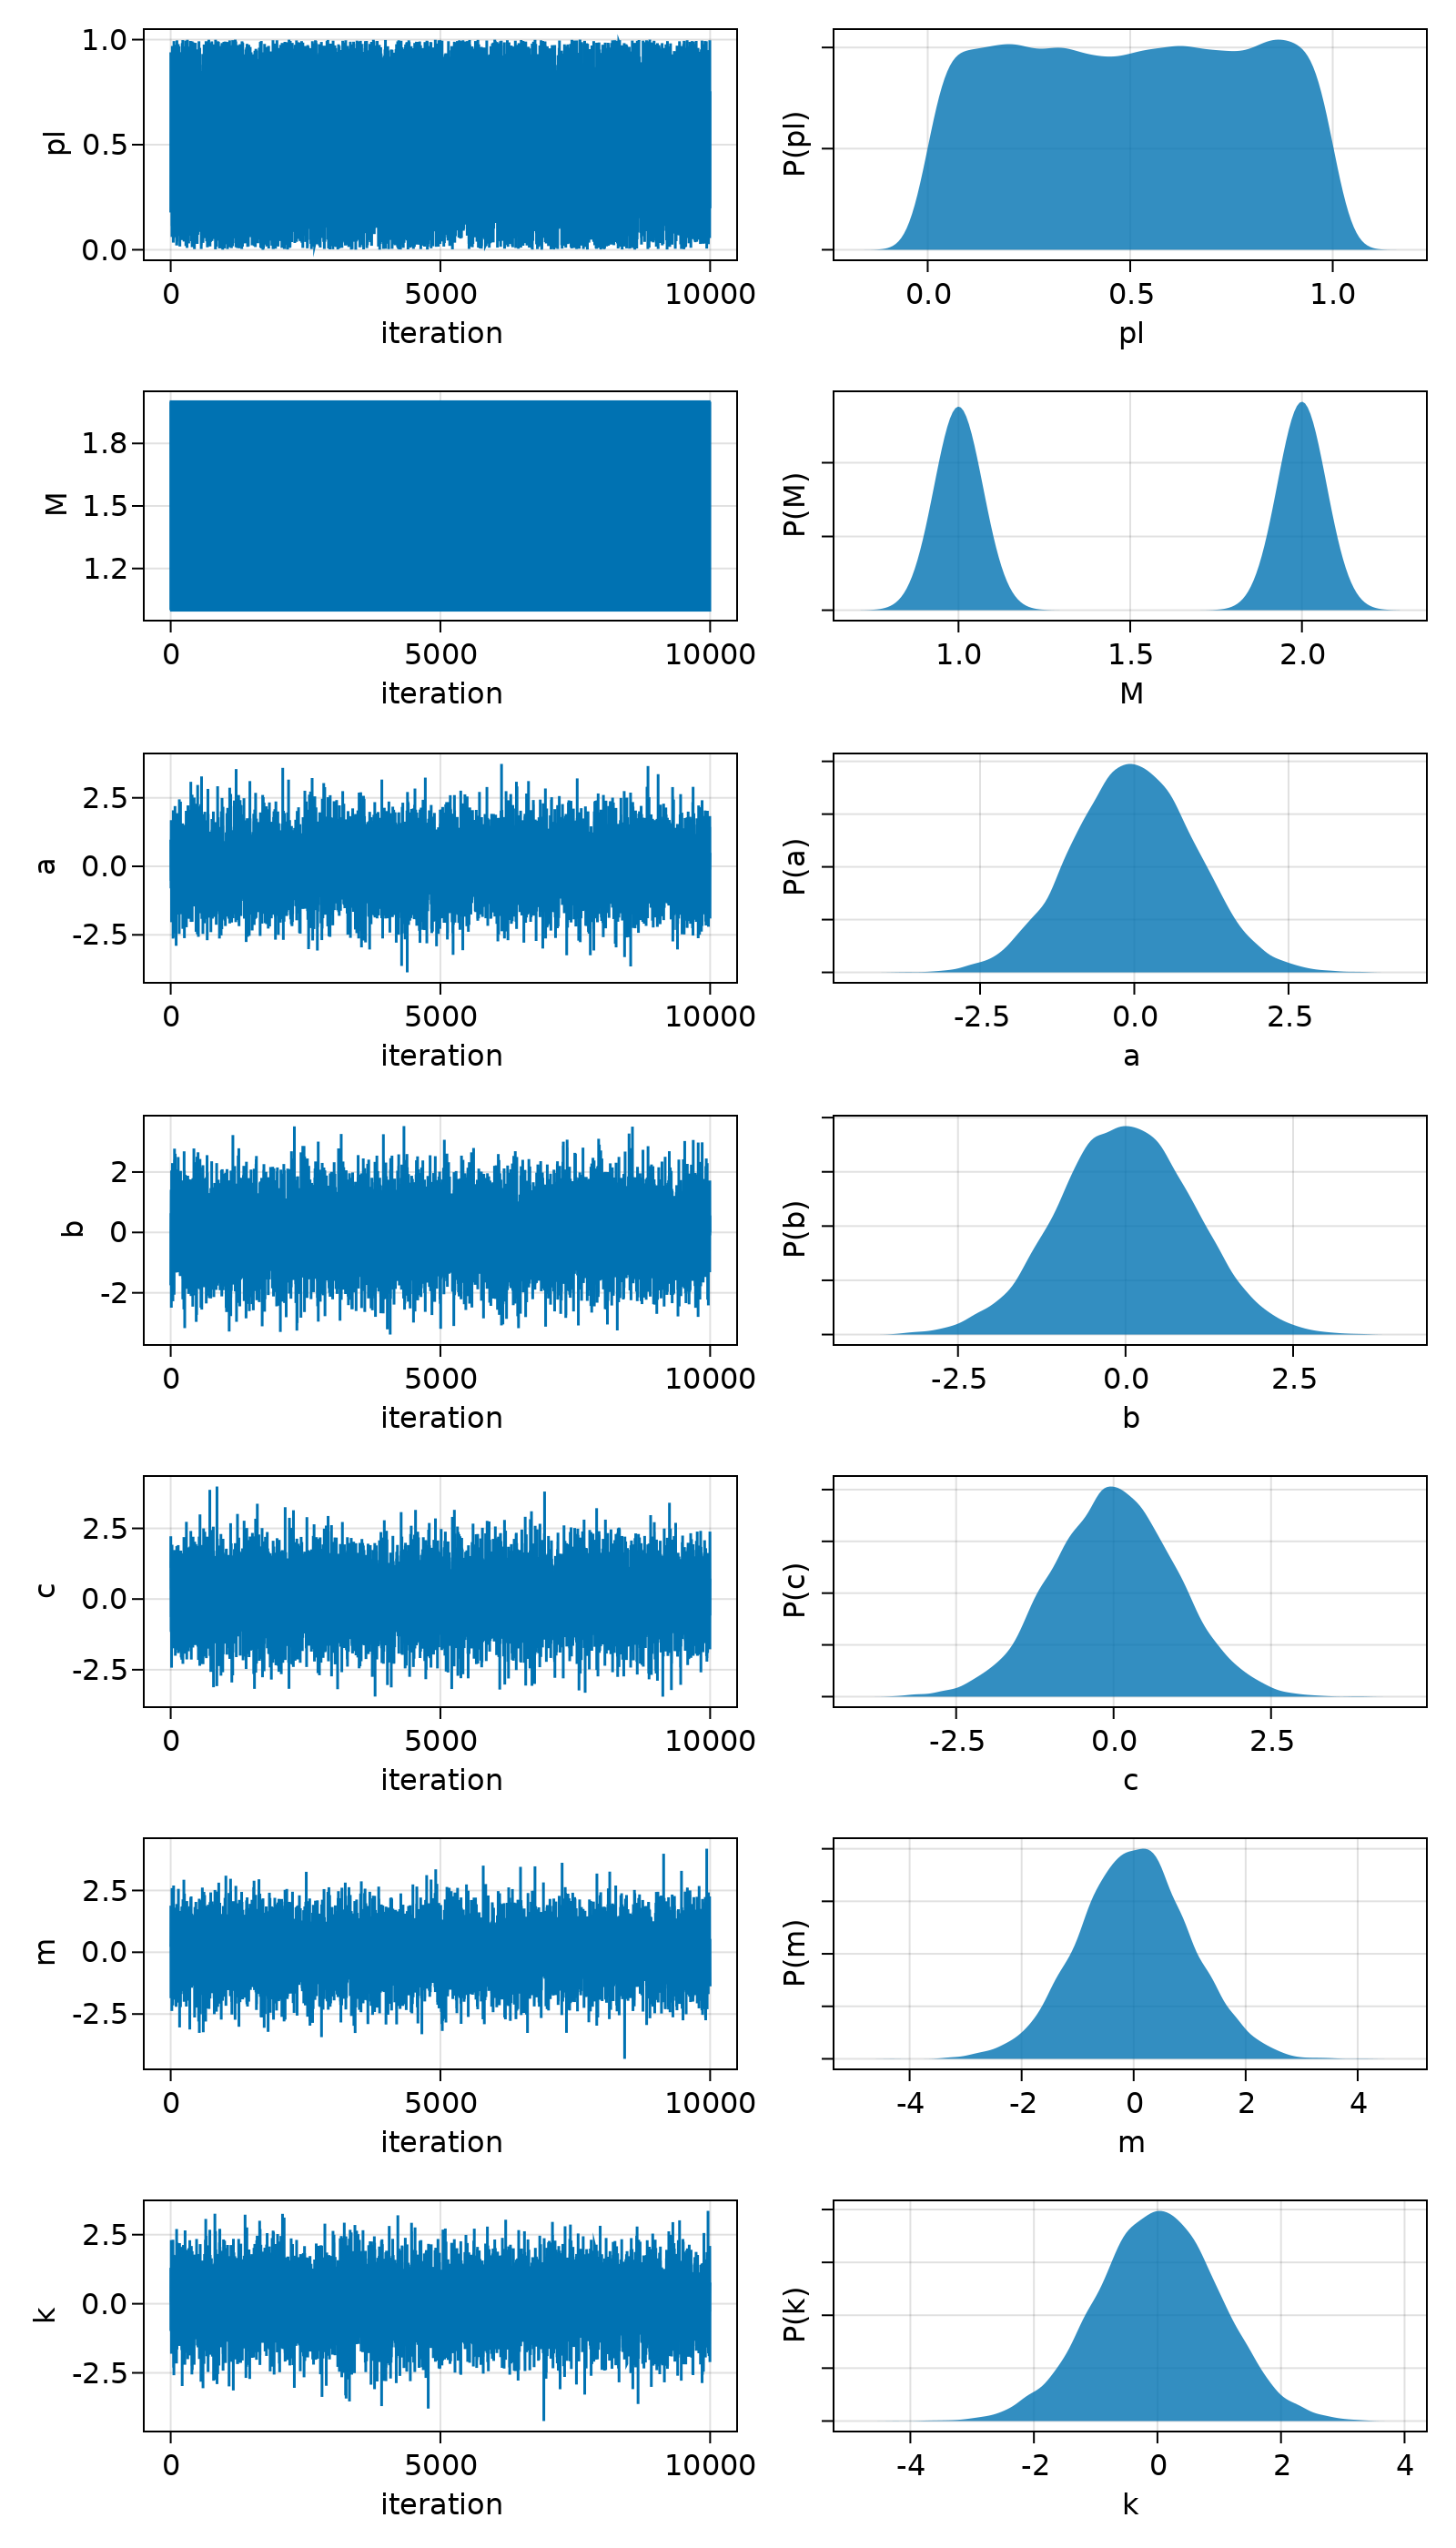 pl
1.0
0.5
0.0
0 5000 10000
iteration
P(pl)
0.0 0.5 1.0
pl
M
1.8
1.5
1.2
0 5000 10000
iteration
P(M)
1.0 1.5 2.0
M
a
2.5
0.0
-2.5
0 5000 10000
iteration
P(a)
-2.5 0.0 2.5
a
b
2
0
-2
0 5000 10000
iteration
P(b)
-2.5 0.0 2.5
b
c
2.5
0.0
-2.5
0 5000 10000
iteration
P(c)
-2.5 0.0 2.5
c
m
2.5
0.0
-2.5
0 5000 10000
iteration
P(m)
-4 -2 0 2 4
m
k
2.5
0.0
-2.5
0 5000 10000
iteration
P(k)
-4 -2 0 2 4
k